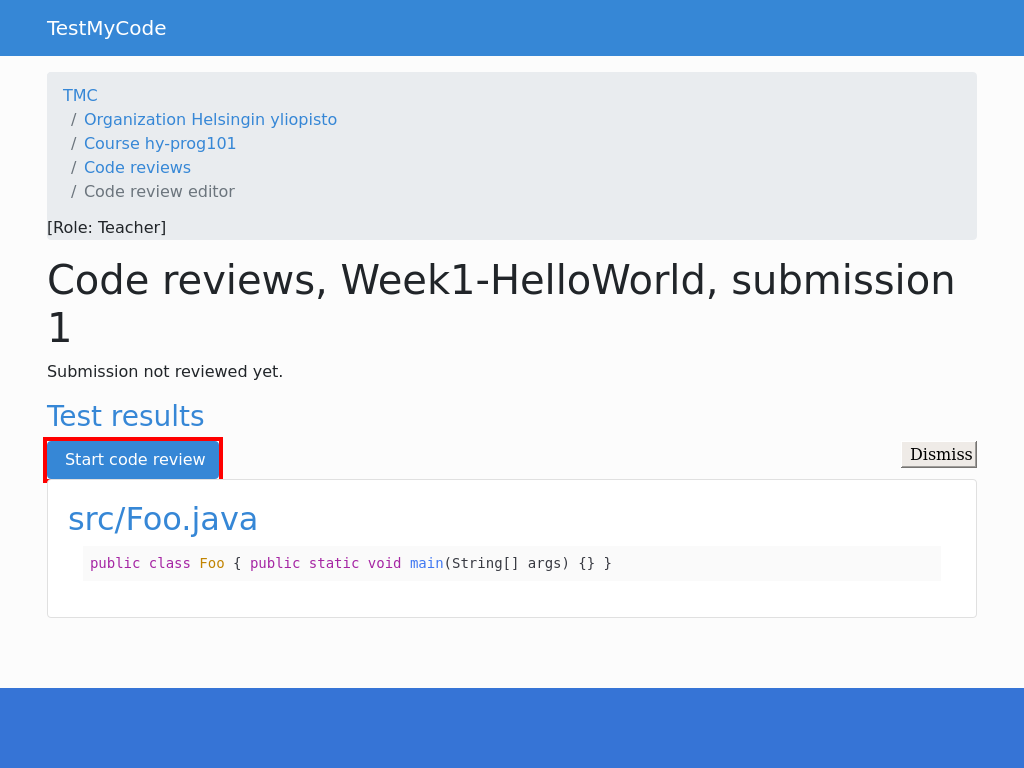 TestMyCode
TMC
/ Organization Helsingin yliopisto
/ Course hy-prog101
/ Code reviews
/ Code review editor
[Role: Teacher]
Code reviews, Week1-HelloWorld, submission
1
Submission not reviewed yet.
Test results
Start code review
Dismiss
src/Foo.java
public class Foo { public static void main(String[] args) {} }